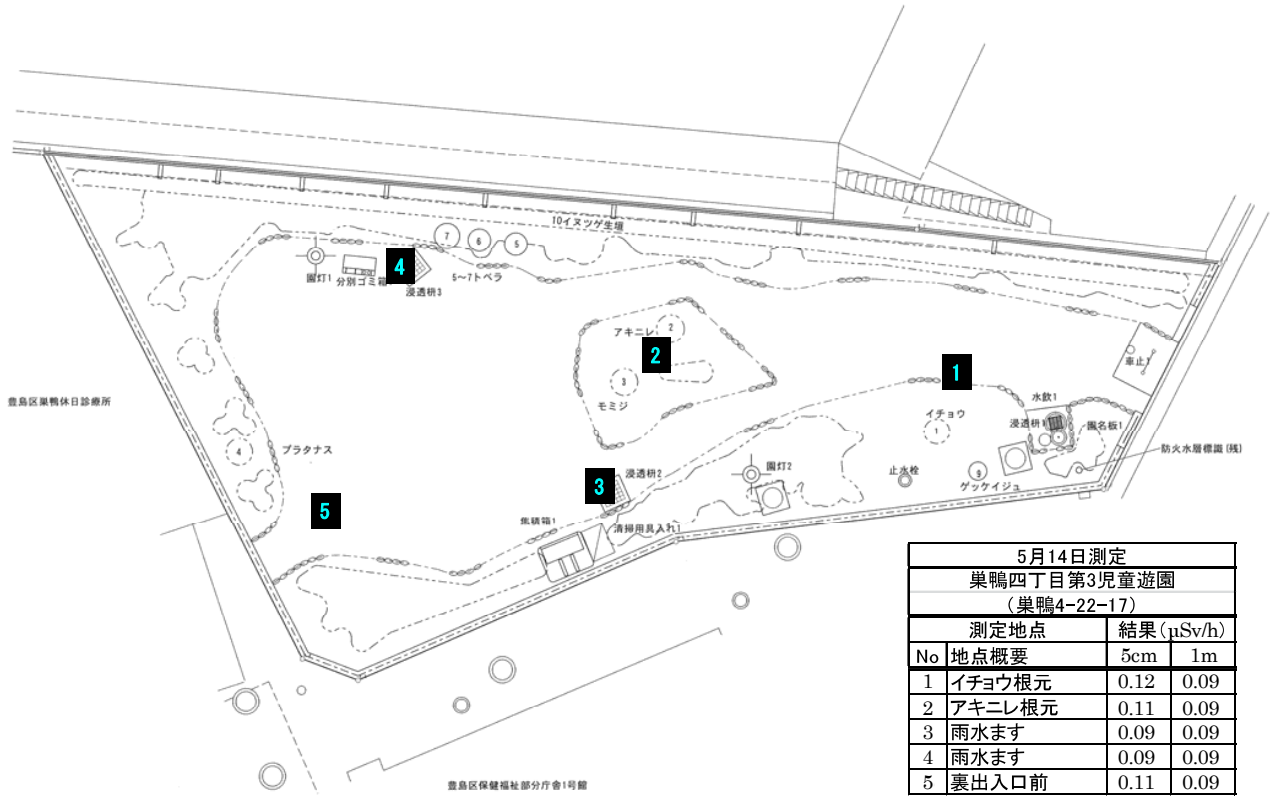 10イヌツゲ生垣
7
6
5
4
園灯1
分別ゴミ箱
浸透枡3
5~7トベラ
アキニレ
2
2
3
モミジ
1
車止1
水飲1
浸透枡1
園名板1
イチョウ
1
防火水層標識(残)
豊島区巣鴨休日診療所
プラタナス
4
浸透枡2
3
園灯2
止水栓
9
ゲッケイジュ
5
集積箱1
清掃用具入れ1
豊島区保健福祉部分庁舎1号館
5月14日測定
巣鴨四丁目第3児童遊園
(巣鴨4-22-17)
測定地点 結果(μSv/h)
No 地点概要 5cm 1m
1 イチョウ根元 0.12 0.09
2 アキニレ根元 0.11 0.09
3 雨水ます 0.09 0.09
4 雨水ます 0.09 0.09
5 裏出入口前 0.11 0.09